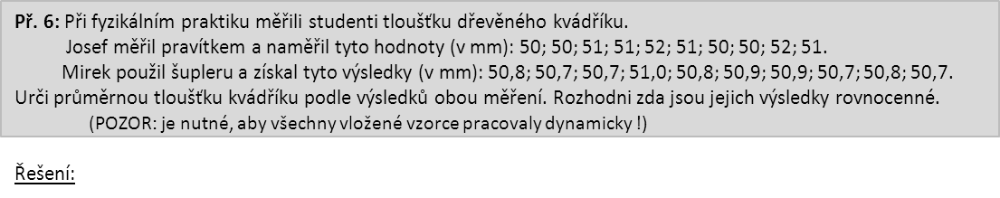 Př. 6: Při fyzikálním praktiku měřili studenti tloušťku dřevěného kvádříku.
Josef měřil pravítkem a naměřil tyto hodnoty (v mm): 50; 50; 51; 51; 52; 51; 50; 50; 52; 51.
Mirek použil šupleru a získal tyto výsledky (v mm): 50,8; 50,7; 50,7; 51,0; 50,8; 50,9; 50,9; 50,7; 50,8; 50,7.
Urči průměrnou tloušťku kvádříku podle výsledků obou měření. Rozhodni zda jsou jejich výsledky rovnocenné.
(POZOR: je nutné, aby všechny vložené vzorce pracovaly dynamicky !)
Řešení: